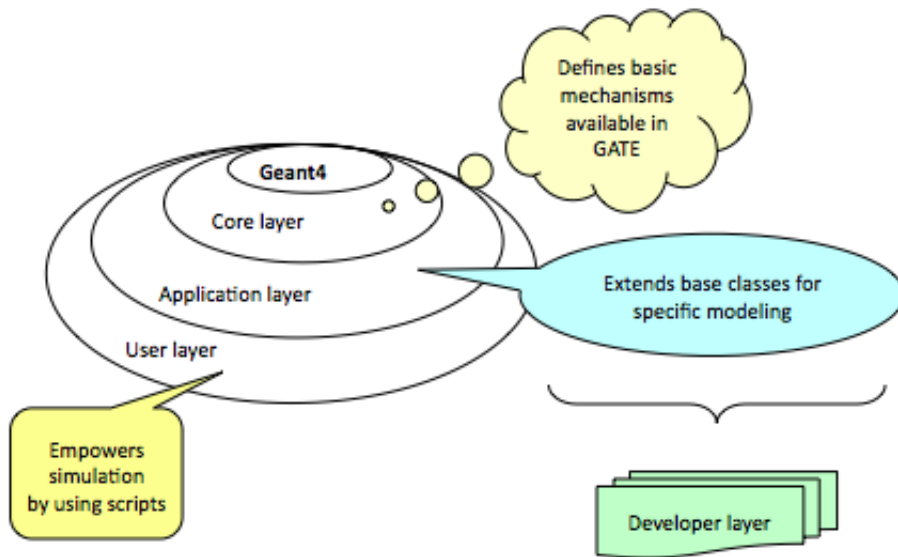 Defines basic
mechanisms
available in
GATE
Geant4
Core layer
Application layer
User layer
Extends base classes for
specific modeling
Empowers
simulation
by using scripts
Developer layer